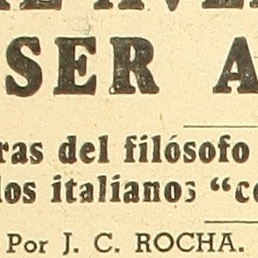 SER A
ras del filósofo
los italianos “co
Por J. C. ROCHA.